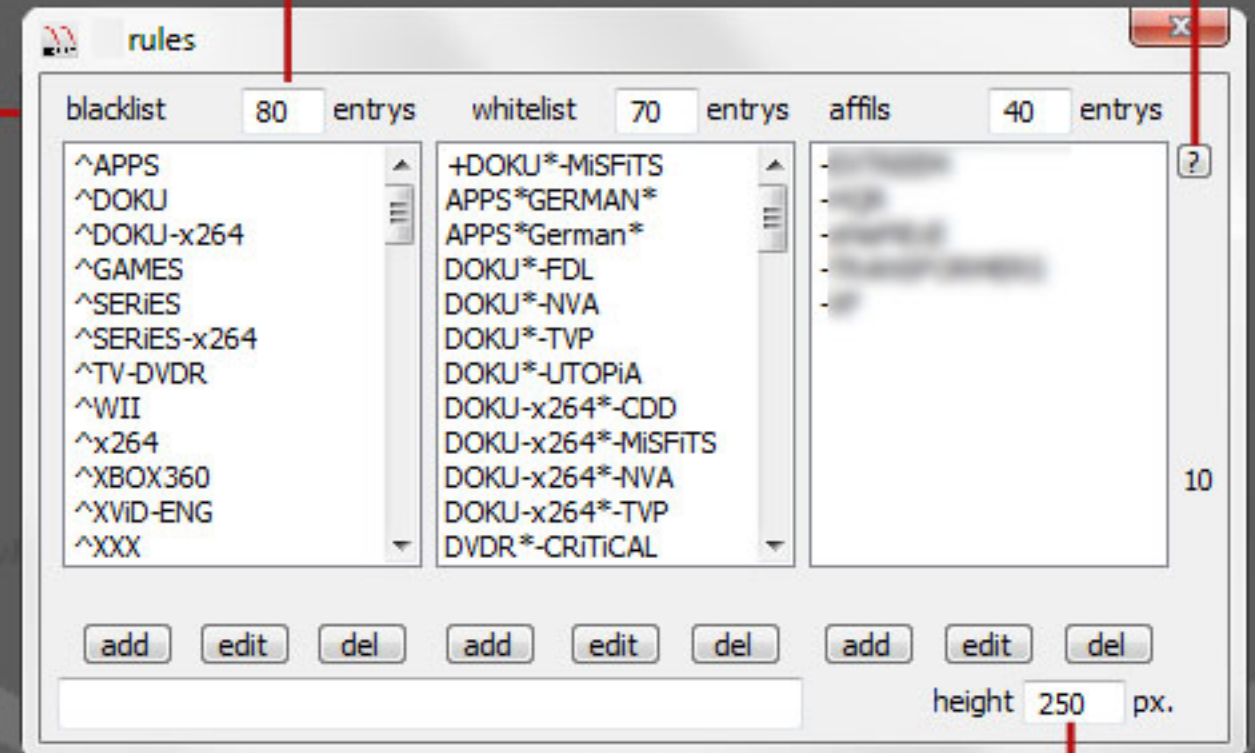 rules
blacklist 80 entrys whitelist 70 entrys affils 40 entrys
^APPS
^DOKU
^DOKU-x264
^GAMES
^SERiES
^SERiES-x264
^TV-DVDR
^WII
^x264
^XBOX360
^XViD-ENG
^XXX
+DOKU*-MiSFiTS
APPS*GERMAN*
APPS*German*
DOKU*-FDL
DOKU*-NVA
DOKU*-TVP
DOKU*-UTOPiA
DOKU-x264*-CDD
DOKU-x264*-MiSFiTS
DOKU-x264*-NVA
DOKU-x264*-TVP
DVDR*-CRiTiCAL
?
10
add edit del add edit del add edit del
height 250 px.